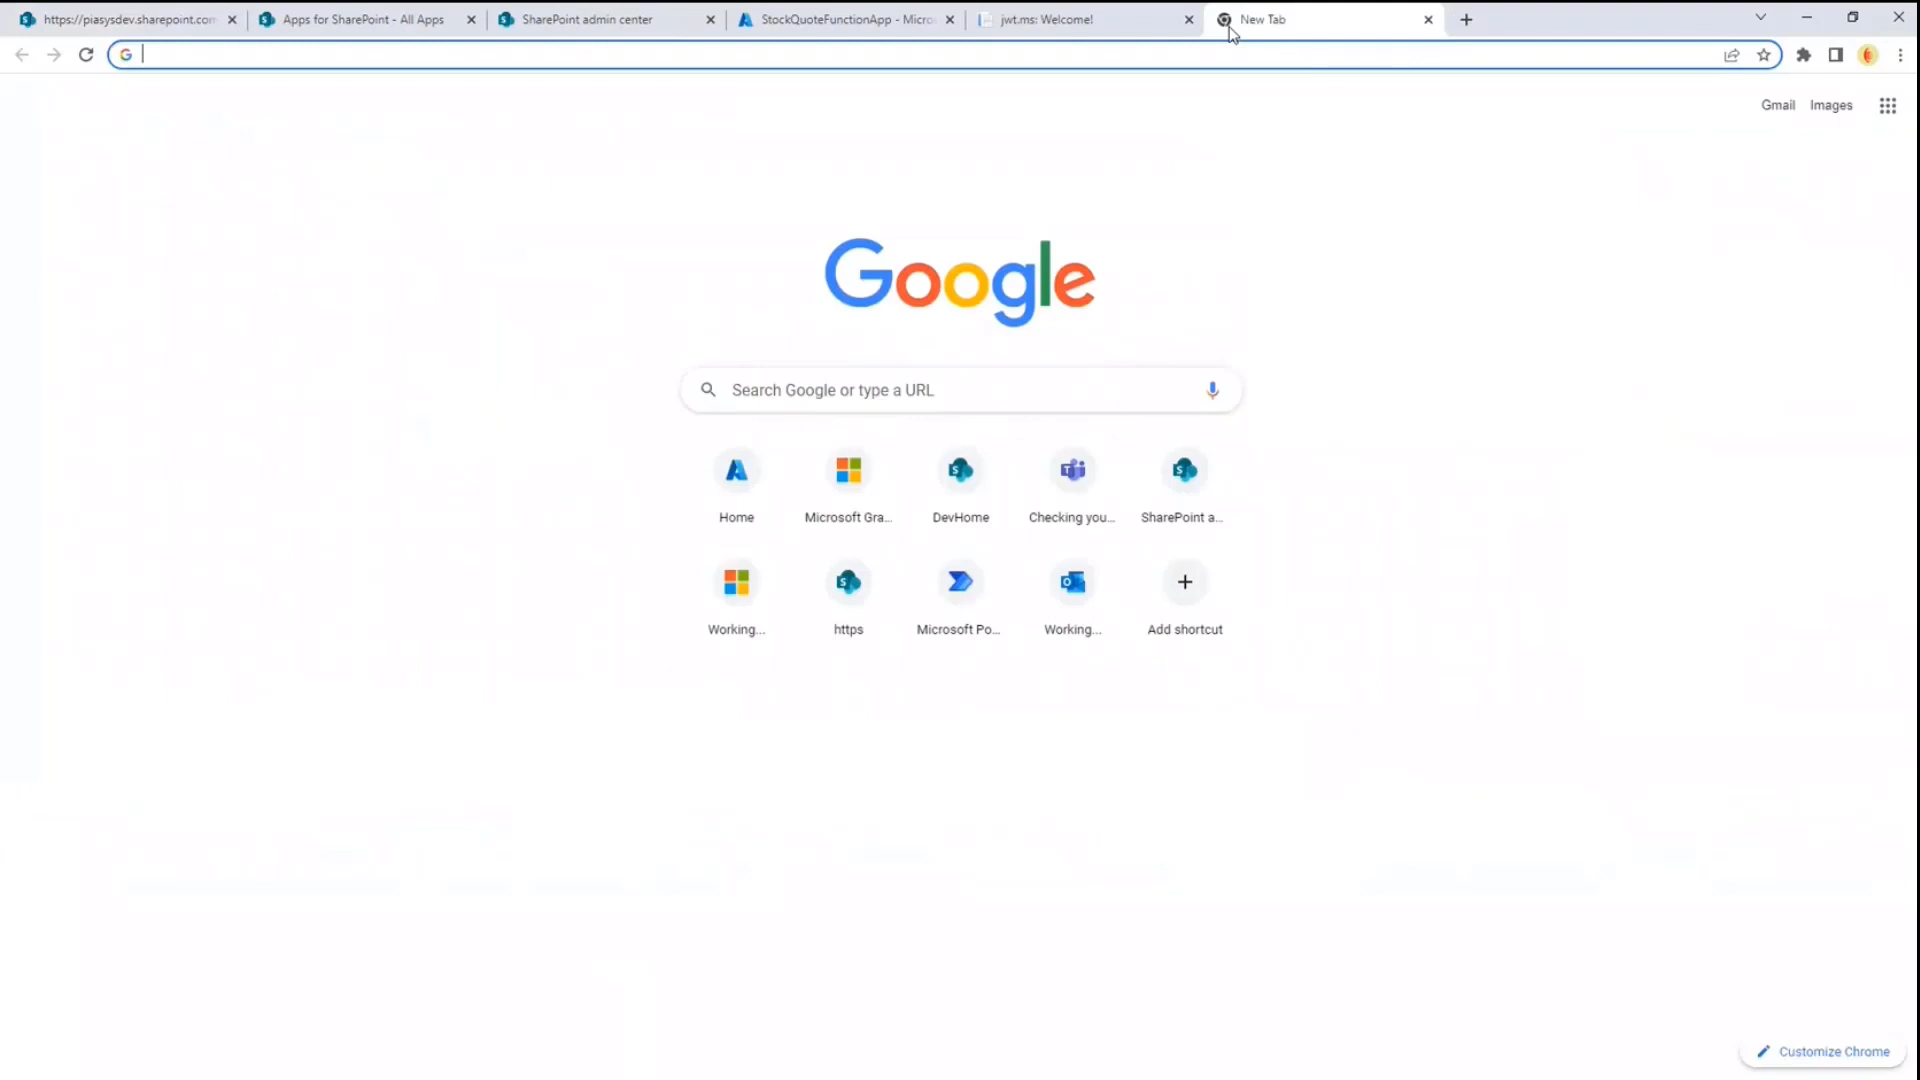 https://piasysdev.sharepoint.com
Apps for SharePoint - All Apps
SharePoint admin center
StockQuoteFunctionApp - Micro
jwt.ms: Welcome!
New Tab
Gmail
Images
Google
Search Google or type a URL
Home
Microsoft Gra...
DevHome
Checking you...
SharePoint a...
Working...
https
Microsoft Po...
Working...
Add shortcut
Customize Chrome